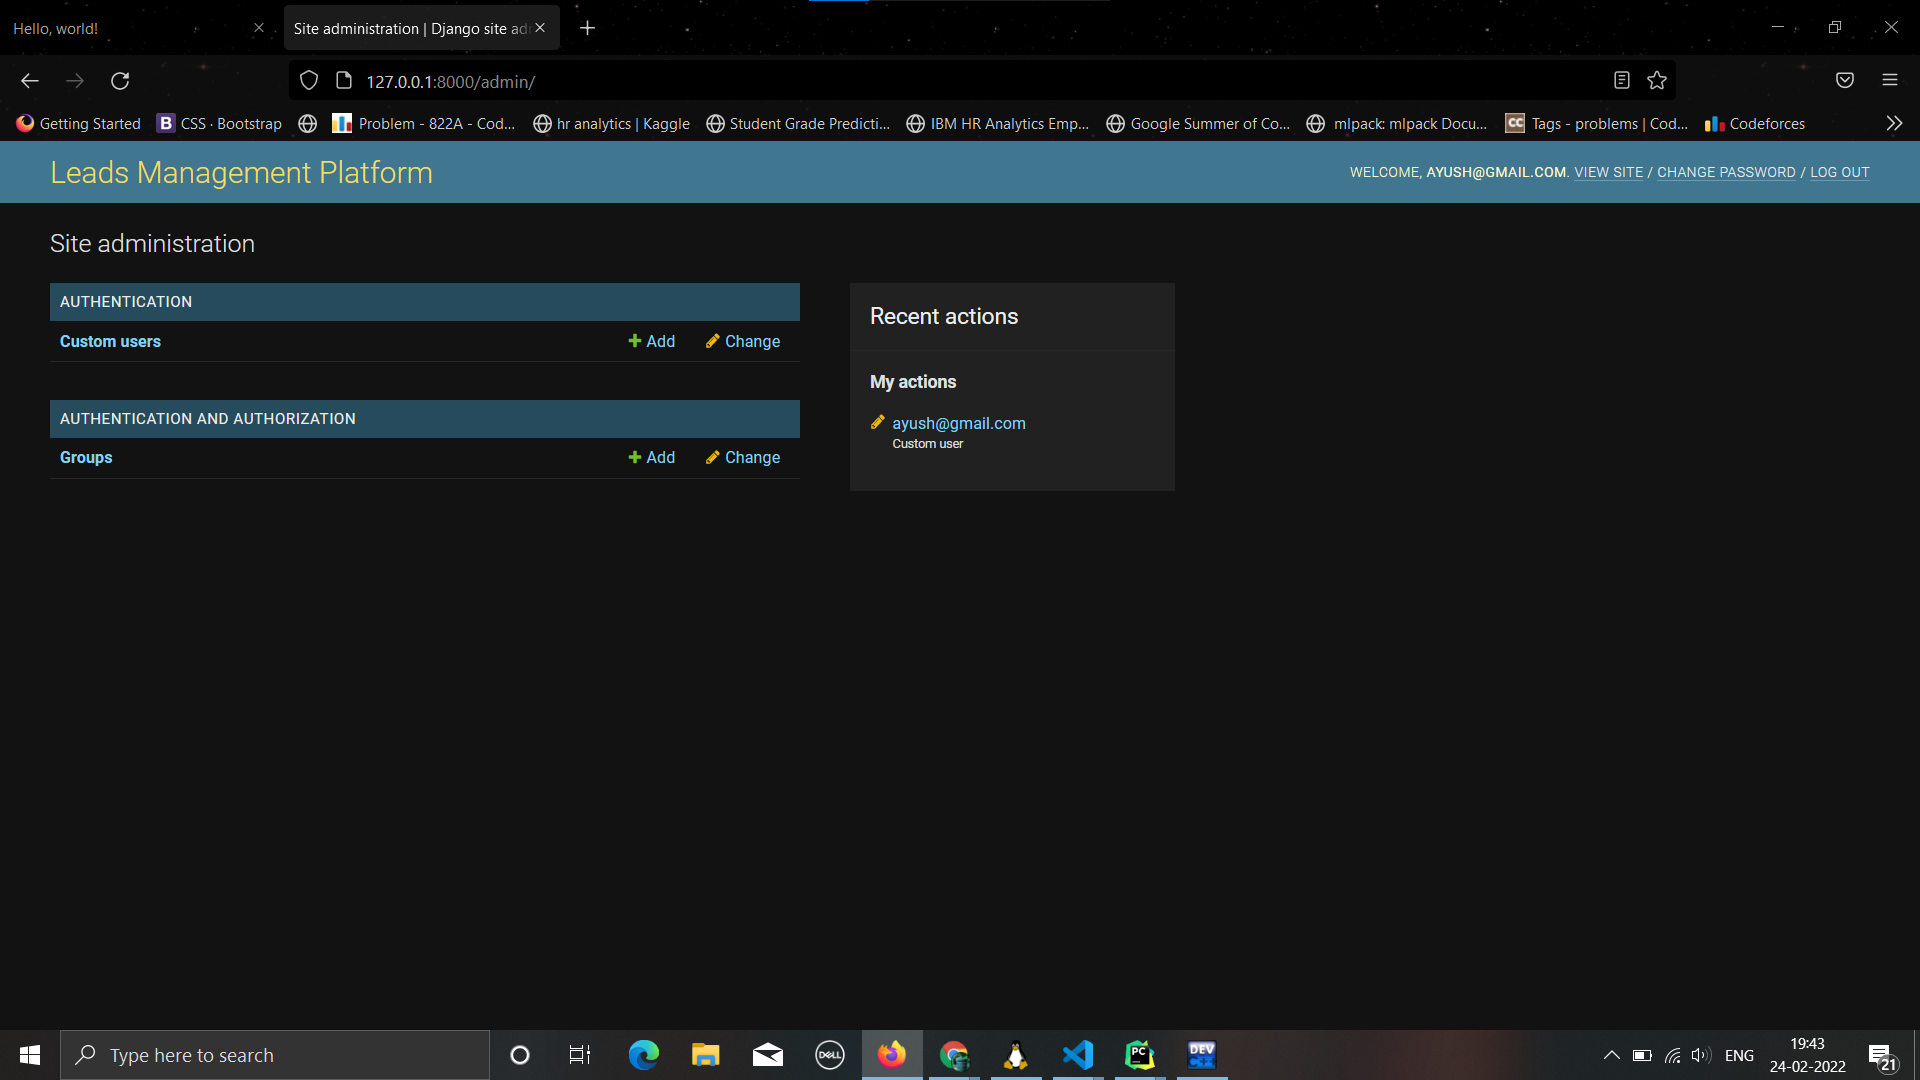 Hello, world!
Site administration | Django site ad
127.0.0.1:8000/admin/
Getting Started
B CSS · Bootstrap
Problem - 822A - Cod...
hr analytics | Kaggle
Student Grade Predicti...
IBM HR Analytics Emp...
Google Summer of Co...
mlpack: mlpack Docu...
CC Tags - problems | Cod...
Codeforces
Leads Management Platform
WELCOME, AYUSH@GMAIL.COM. VIEW SITE / CHANGE PASSWORD / LOG OUT
Site administration
AUTHENTICATION
Custom users Add Change
AUTHENTICATION AND AUTHORIZATION
Groups Add Change
Recent actions
My actions
ayush@gmail.com
Custom user
Type here to search
DELL
PC
DEV
C++
ENG
19:43
24-02-2022
21